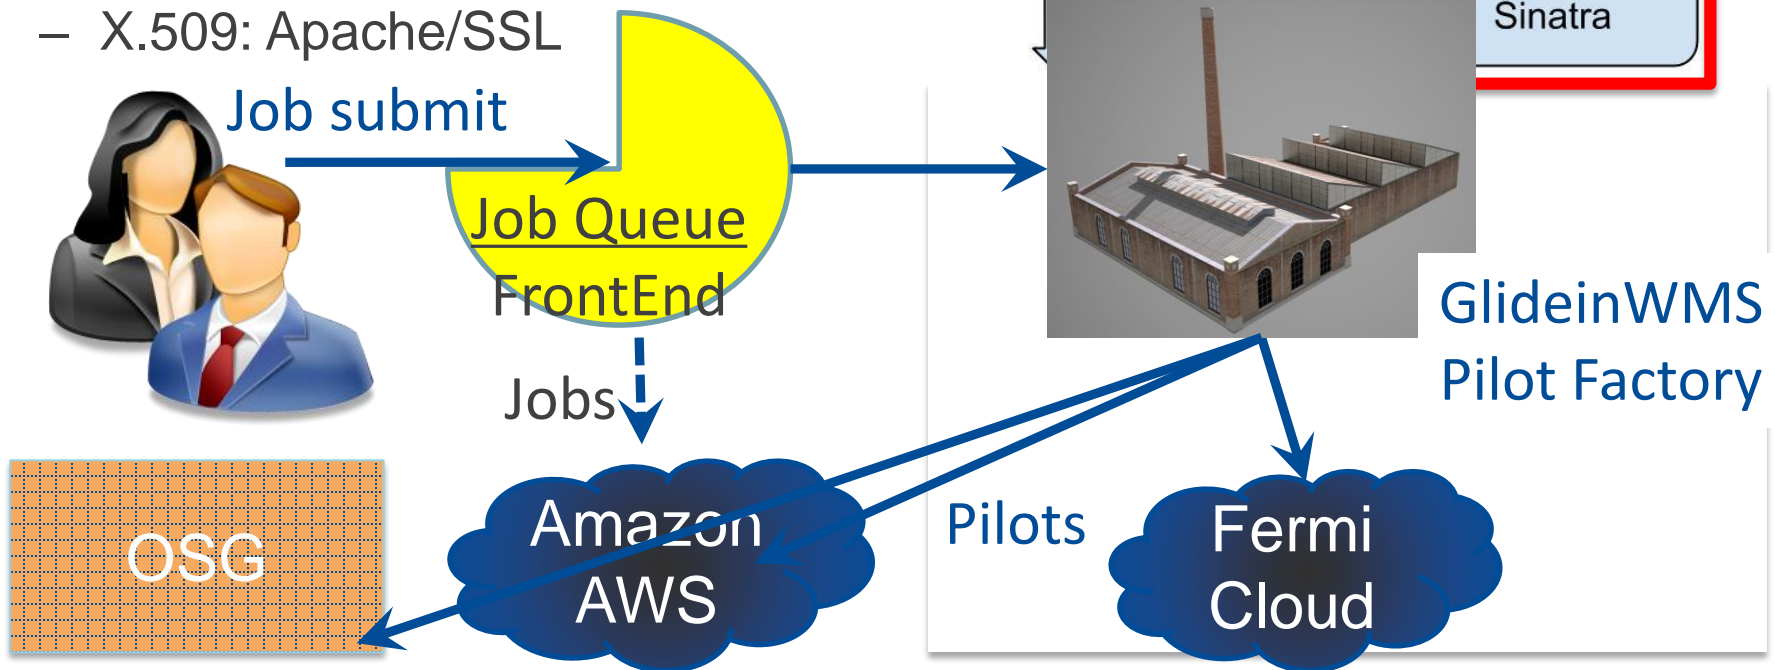 – X.509: Apache/SSL
Sinatra
Job submit
Job Queue
FrontEnd
GlideinWMS
Pilot Factory
Jobs
OSG
Amazon
AWS
Pilots
Fermi
Cloud